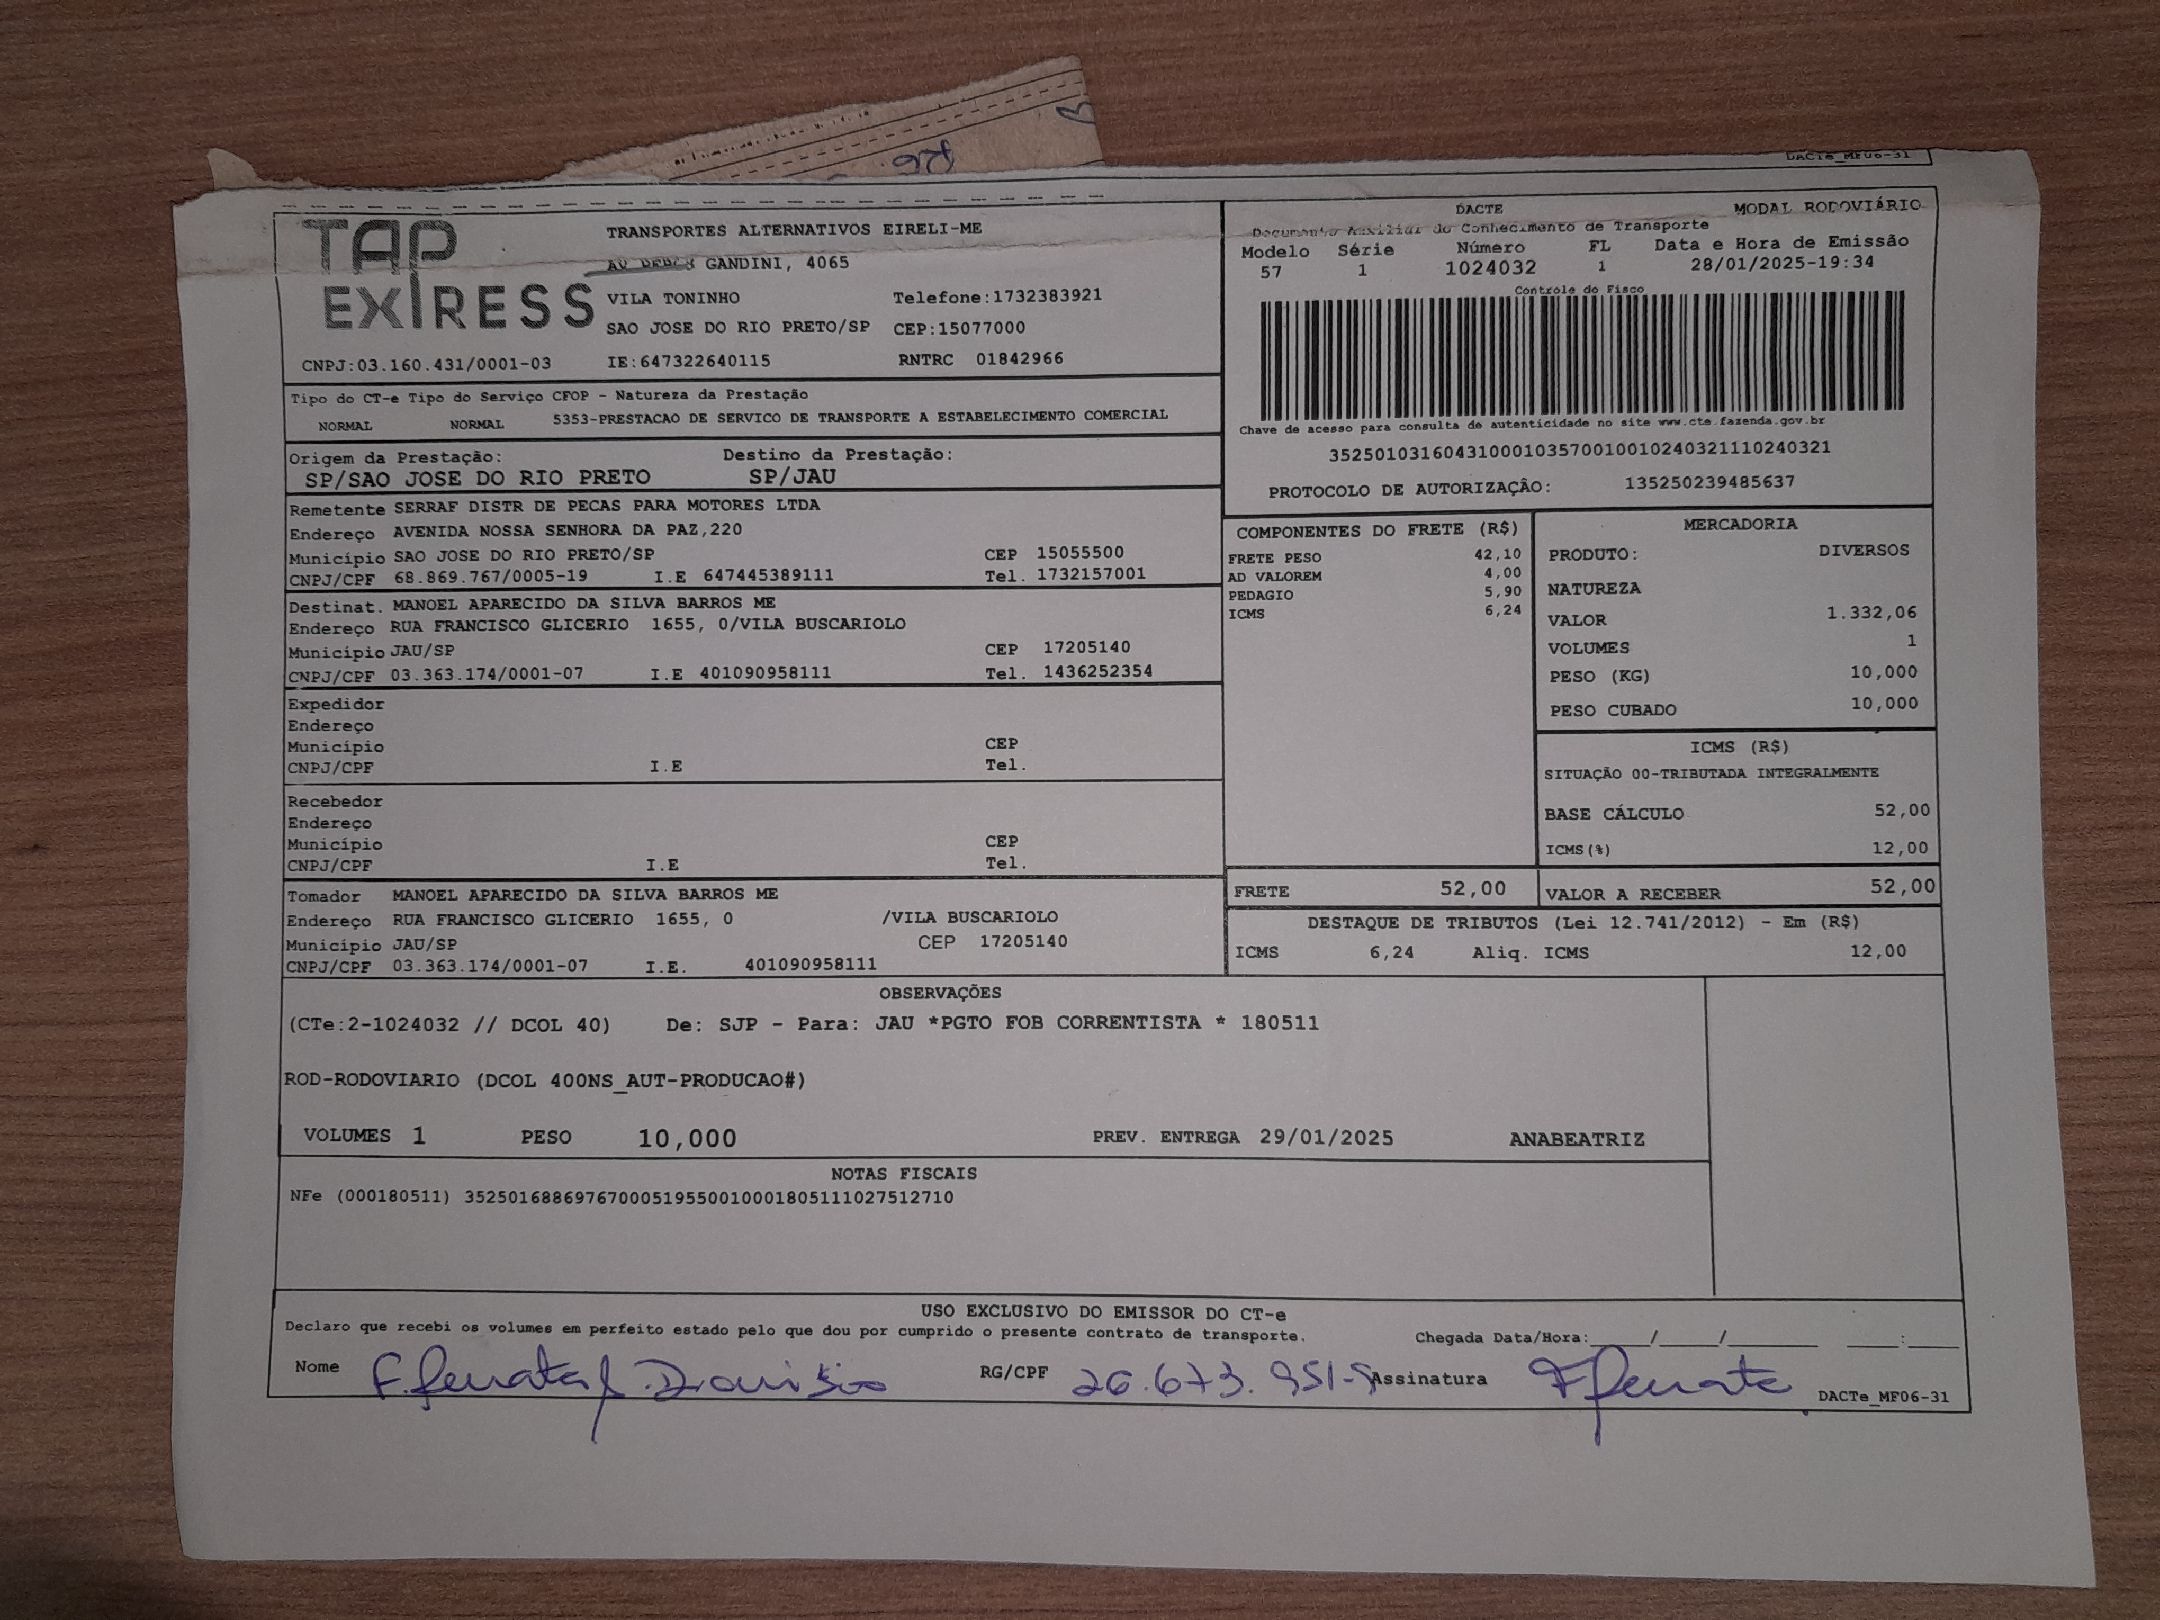 DACTe_MF06-31
TAP EXPRESS
TRANSPORTES ALTERNATIVOS EIRELI-ME
GANDINI, 4065
VILA TONINHO Telefone:1732383921
SAO JOSE DO RIO PRETO/SP CEP:15077000
CNPJ:03.160.431/0001-03 IE:647322640115 RNTRC 01842966
DACTE MODAL RODOVIÁRIO
Documento Auxiliar do Conhecimento de Transporte
Modelo Série Número FL Data e Hora de Emissão
57 1 1024032 1 28/01/2025-19:34
Controle do Fisco
Chave de acesso para consulta de autenticidade no site www.cte.fazenda.gov.br
35250103160431000103570010010240321110240321
PROTOCOLO DE AUTORIZAÇÃO: 135250239485637
Tipo do CT-e Tipo do Serviço CFOP - Natureza da Prestação
NORMAL NORMAL 5353-PRESTACAO DE SERVICO DE TRANSPORTE A ESTABELECIMENTO COMERCIAL
Origem da Prestação: Destino da Prestação:
SP/SAO JOSE DO RIO PRETO SP/JAU
Remetente SERRAF DISTR DE PECAS PARA MOTORES LTDA
Endereço AVENIDA NOSSA SENHORA DA PAZ,220
Município SAO JOSE DO RIO PRETO/SP CEP 15055500
CNPJ/CPF 68.869.767/0005-19 I.E 647445389111 Tel. 1732157001
Destinat. MANOEL APARECIDO DA SILVA BARROS ME
Endereço RUA FRANCISCO GLICERIO 1655, 0/VILA BUSCARIOLO
Município JAU/SP CEP 17205140
CNPJ/CPF 03.363.174/0001-07 I.E 401090958111 Tel. 1436252354
Expedidor
Endereço
Município CEP
CNPJ/CPF I.E Tel.
Recebedor
Endereço
Município CEP
CNPJ/CPF I.E Tel.
Tomador MANOEL APARECIDO DA SILVA BARROS ME
Endereço RUA FRANCISCO GLICERIO 1655, 0 /VILA BUSCARIOLO
Município JAU/SP CEP 17205140
CNPJ/CPF 03.363.174/0001-07 I.E. 401090958111
COMPONENTES DO FRETE (R$)
FRETE PESO 42,10
AD VALOREM 4,00
PEDAGIO 5,90
ICMS 6,24
MERCADORIA
PRODUTO: DIVERSOS
NATUREZA
VALOR 1.332,06
VOLUMES 1
PESO (KG) 10,000
PESO CUBADO 10,000
ICMS (R$)
SITUAÇÃO 00-TRIBUTADA INTEGRALMENTE
BASE CÁLCULO 52,00
ICMS(%) 12,00
FRETE 52,00 VALOR A RECEBER 52,00
DESTAQUE DE TRIBUTOS (Lei 12.741/2012) - Em (R$)
ICMS 6,24 Aliq. ICMS 12,00
OBSERVAÇÕES
(CTe:2-1024032 // DCOL 40) De: SJP - Para: JAU *PGTO FOB CORRENTISTA * 180511
ROD-RODOVIARIO (DCOL 400NS_AUT-PRODUCAO#)
VOLUMES 1 PESO 10,000 PREV. ENTREGA 29/01/2025 ANABEATRIZ
NOTAS FISCAIS
NFe (000180511) 35250168869767000519550010001805111027512710
USO EXCLUSIVO DO EMISSOR DO CT-e
Declaro que recebi os volumes em perfeito estado pelo que dou por cumprido o presente contrato de transporte. Chegada Data/Hora:____/____/______ ___:___
Nome RG/CPF 26.673.951-5 Assinatura
DACTe_MF06-31